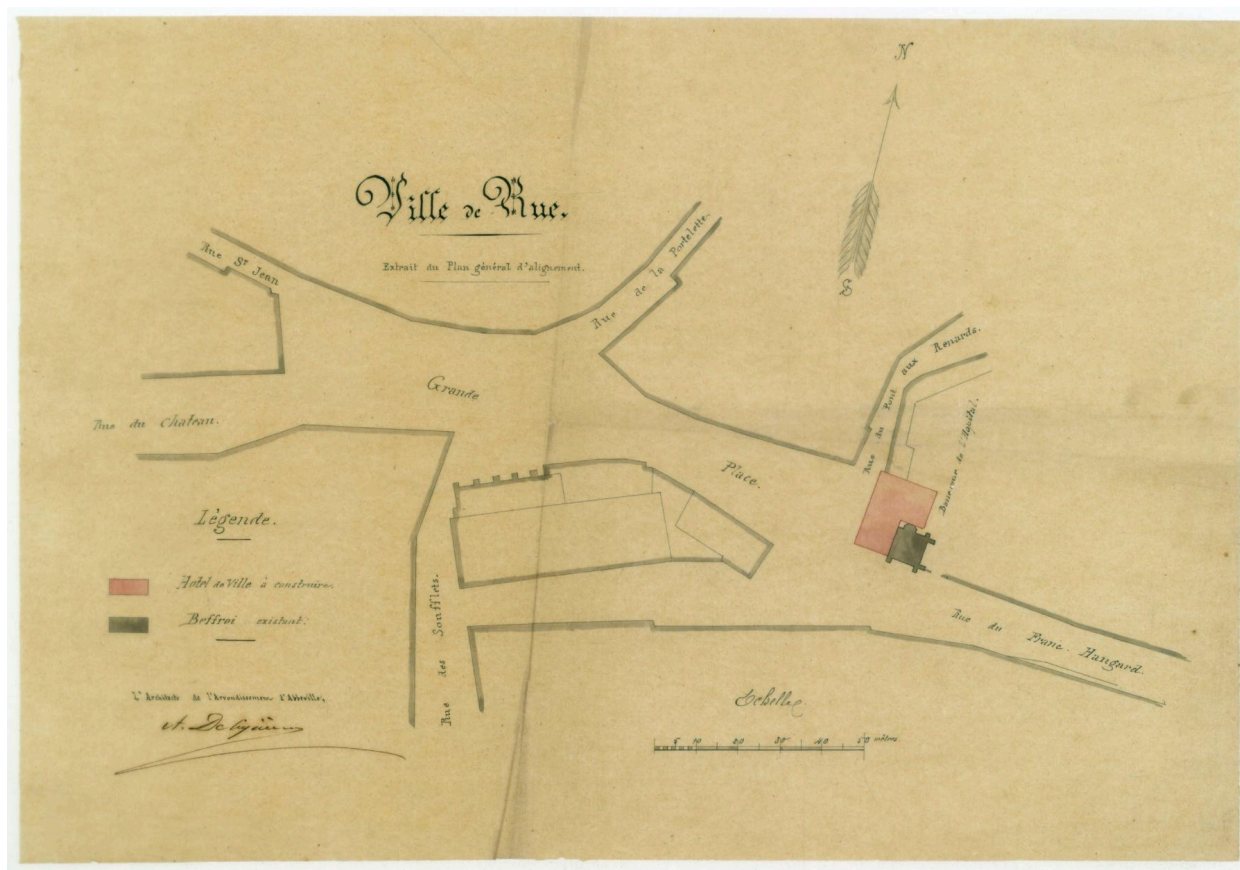 N
Ville de Rue.
Extrait du Plan général d'alignement.
S
Rue St Jean
Rue de la Portelette.
Rue du Pont aux Renards.
Grande
Place.
Rue du Chateau.
de l'Hopital.
Légende.
Hotel de Ville à construire.
Beffroi existant.
Rue des Soufflets.
Rue du Franc. Hangard.
L'Architecte de l'Arrondissement d'Abbeville,
Echelle
5 10 20 30 40 50 mètres.